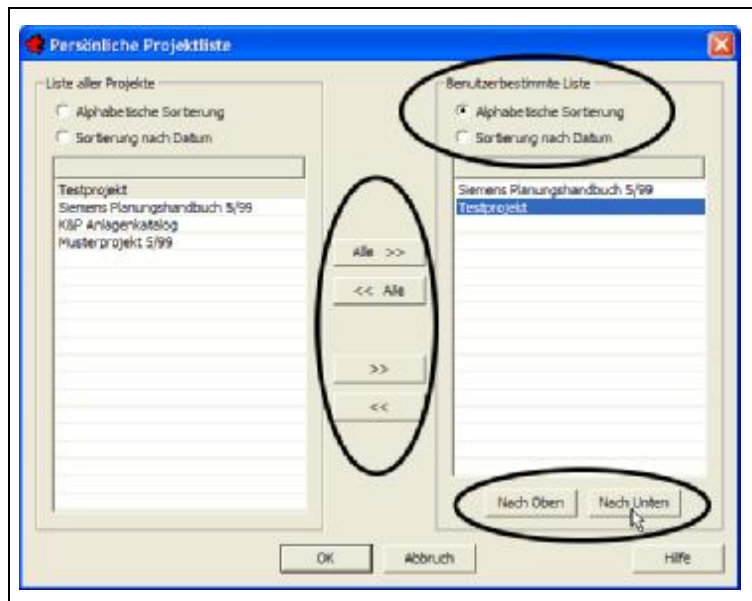 Persönliche Projektliste
Liste aller Projekte
Alphabetische Sortierung
Sortierung nach Datum
Testprojekt
Siemens Planungshandbuch 5/99
K&P Anlagenkatalog
Musterprojekt 5/99
Alle >>
<< Alle
>>
<<
Benutzerbestimmte Liste
Alphabetische Sortierung
Sortierung nach Datum
Siemens Planungshandbuch 5/99
Testprojekt
Nach Oben
Nach Unten
OK
Abbruch
Hilfe